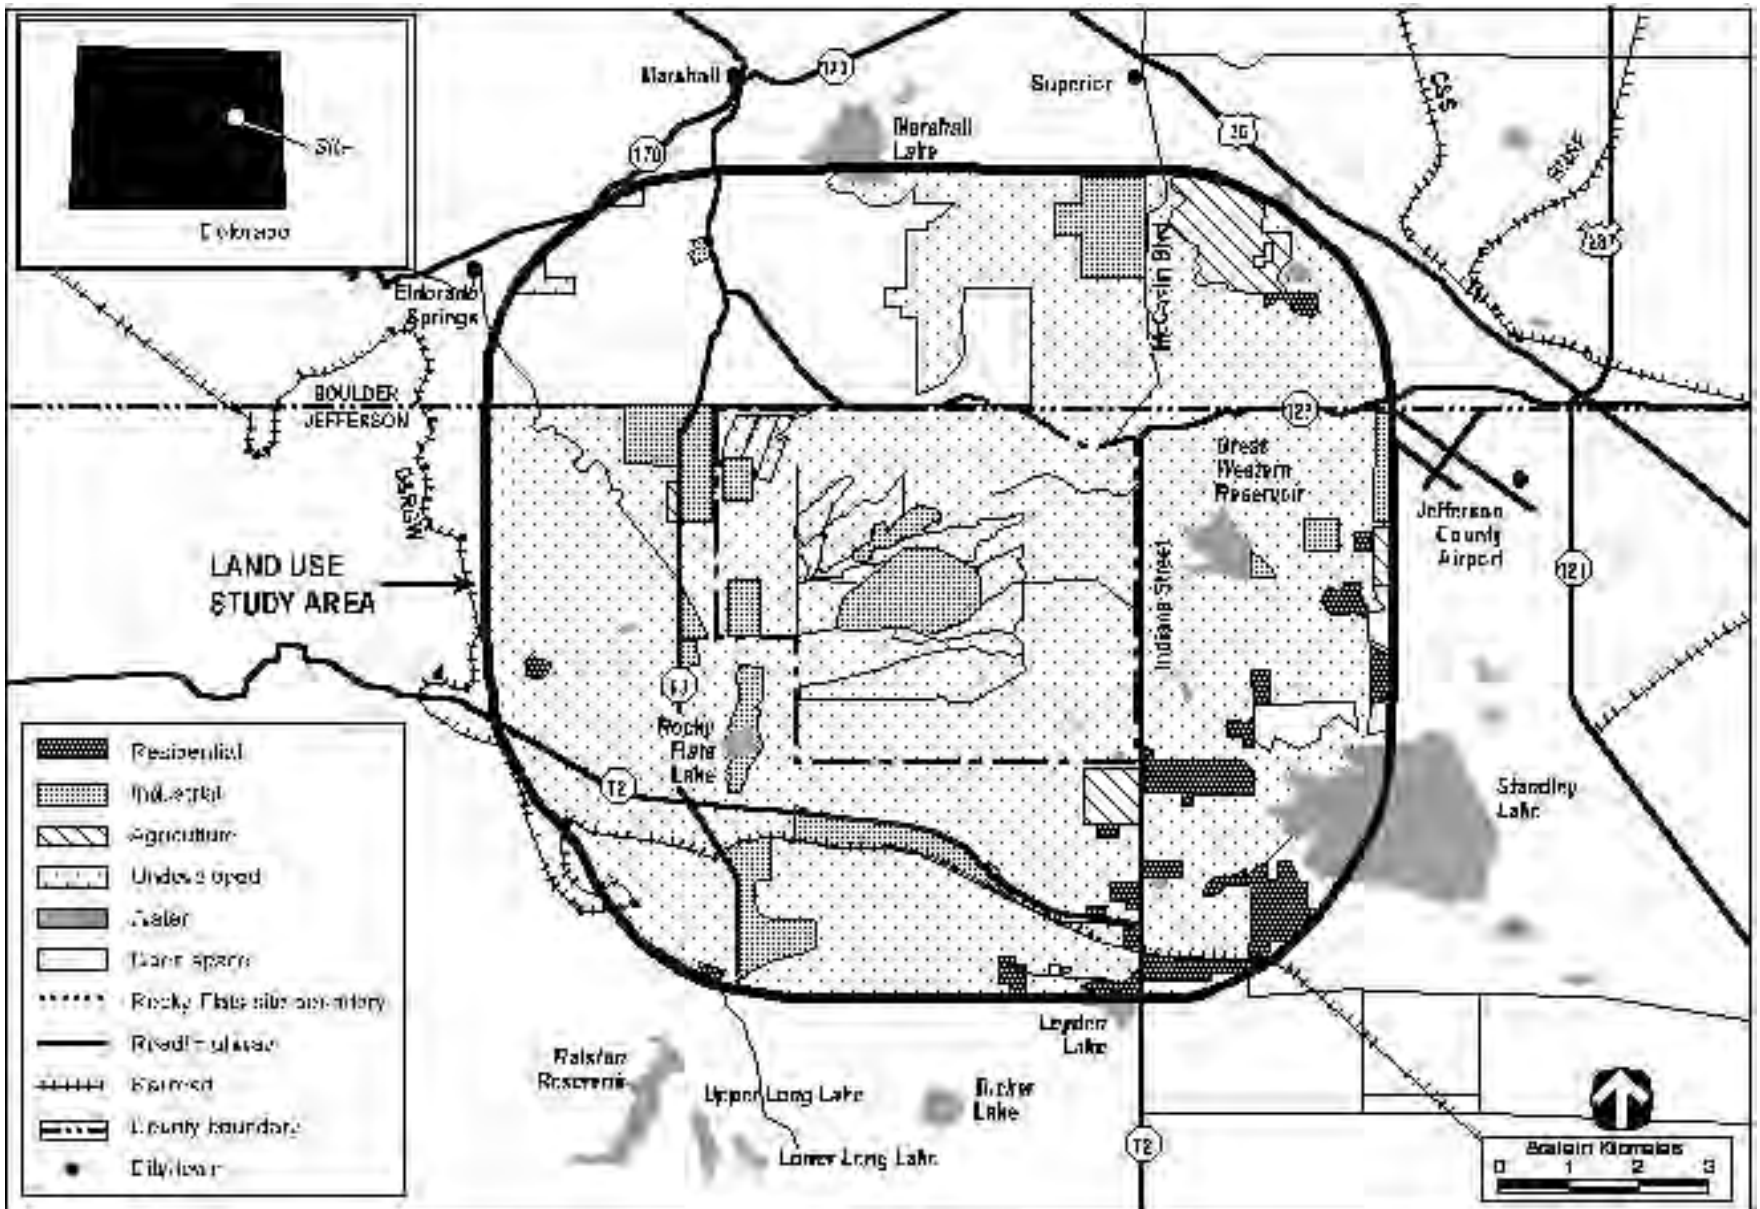 Marshall
170
Superior
36
Marshall
Lake
C&S
287
Site
Colorado
170
Eldorado
Springs
McCaslin Blvd
BOULDER
JEFFERSON
Great
Western
Reservoir
D&RGW
Jefferson
County
Airport
LAND USE
STUDY AREA
Indiana Street
121
Rocky
Flats
Lake
72
Standley
Lake
Residential
Industrial
Agriculture
Undeveloped
Water
Open space
Rocky Flats site boundary
Road/Highway
Railroad
County boundary
City/town
Leyden
Lake
Ralston
Reservoir
Upper Long Lake
Lower Long Lake
Lake
72
Scale in Kilometers
0 1 2 3